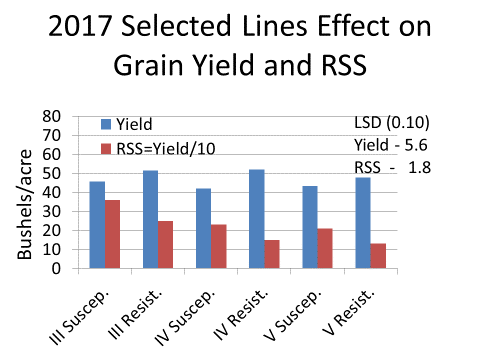 2017 Selected Lines Effect on
Grain Yield and RSS
Bushels/acre
80
70
60
50
40
30
20
10
0
Yield
RSS=Yield/10
LSD (0.10)
Yield - 5.6
RSS - 1.8
III Suscep.
III Resist.
IV Suscep.
IV Resist.
V Suscep.
V Resist.